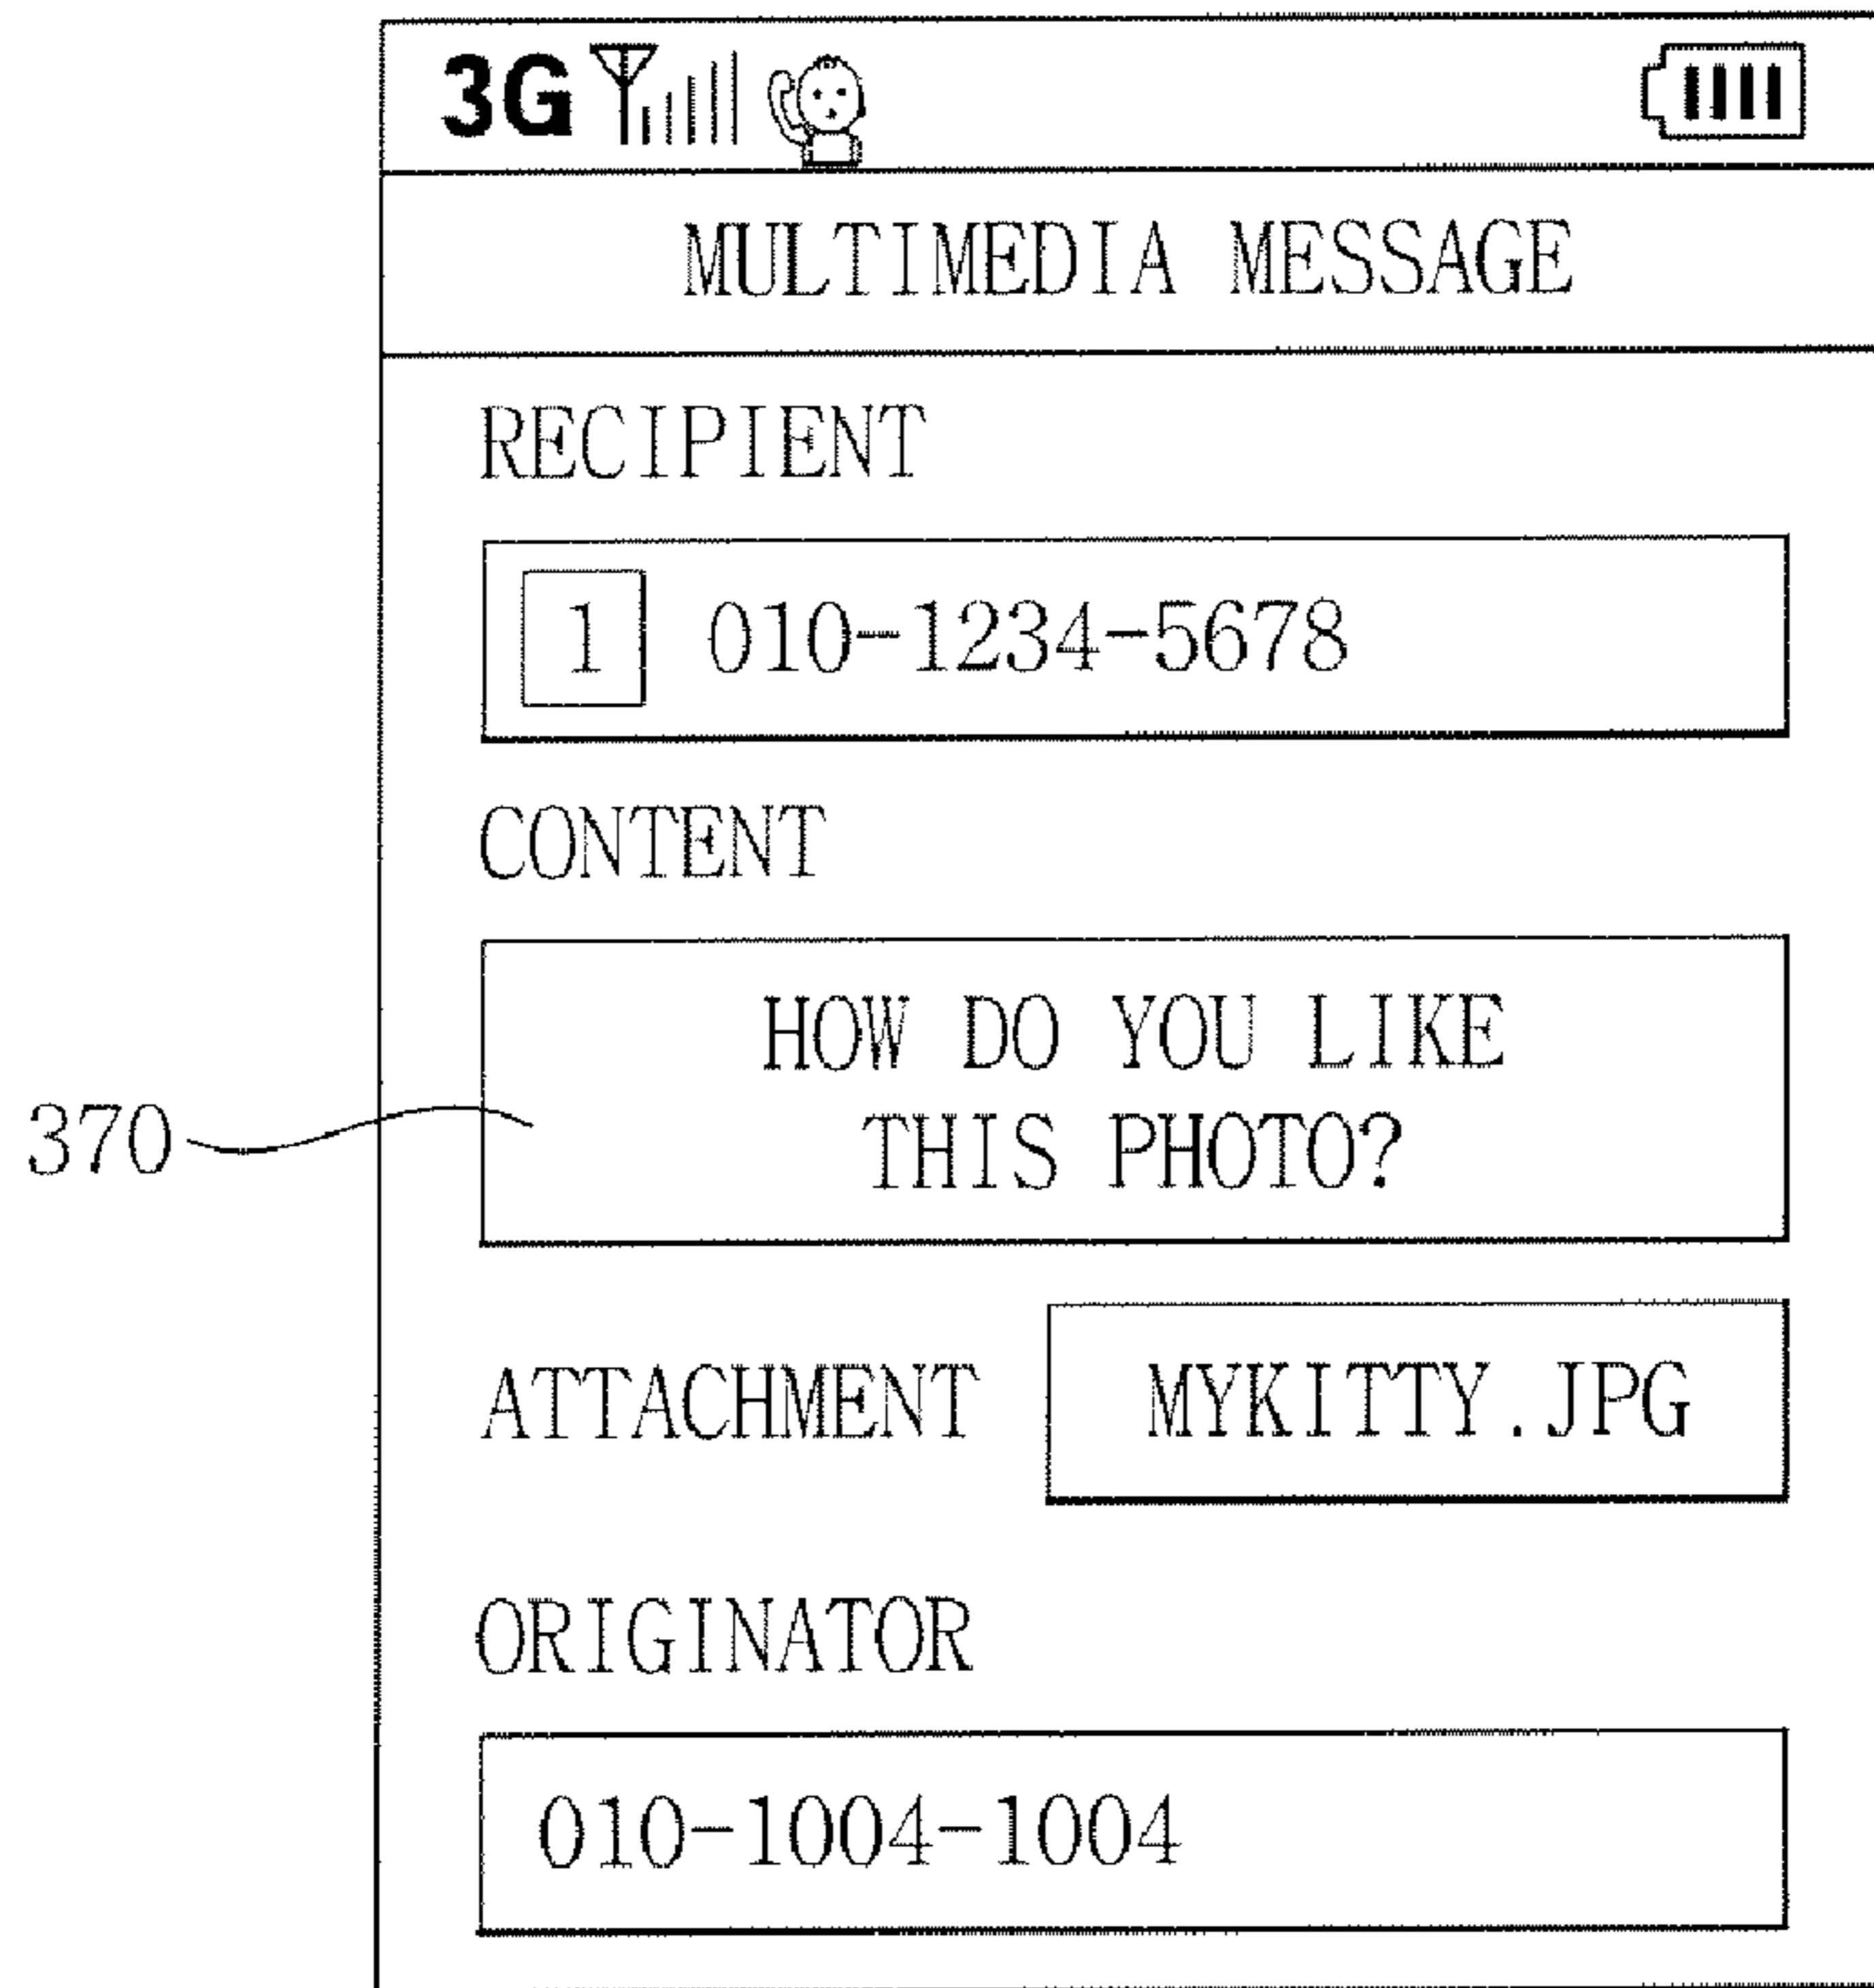 3G
MULTIMEDIA MESSAGE
RECIPIENT
1 010-1234-5678
CONTENT
HOW DO YOU LIKE
THIS PHOTO?
370
ATTACHMENT MYKITTY.JPG
ORIGINATOR
010-1004-1004